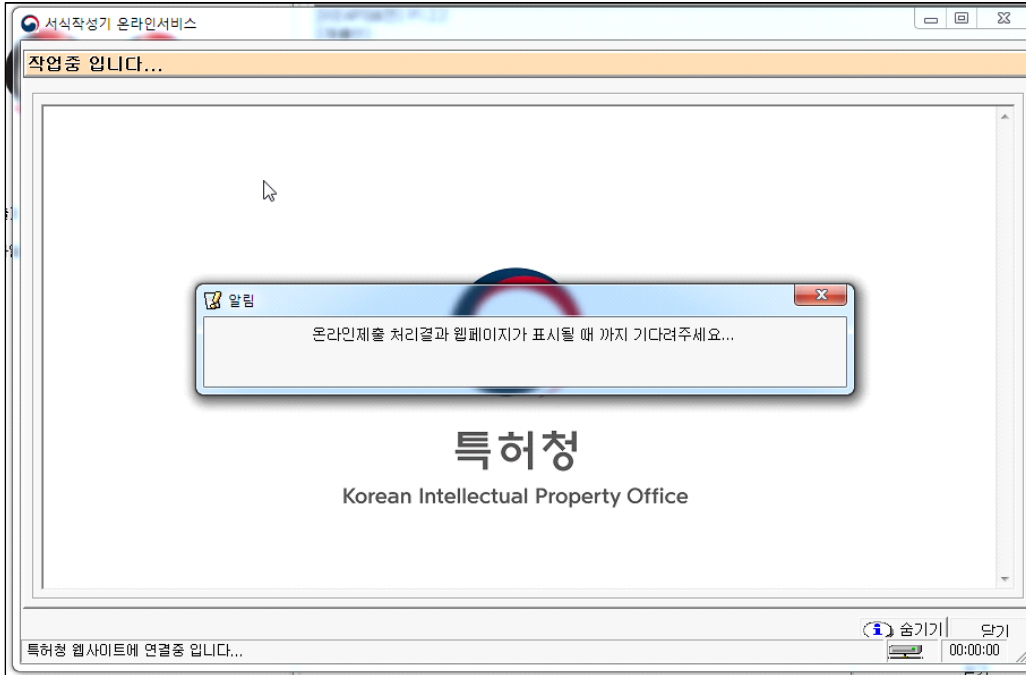 서식작성기 온라인서비스
작업중 입니다...
알림
온라인제출 처리결과 웹페이지가 표시될 때 까지 기다려주세요...
특허청
Korean Intellectual Property Office
숨기기 닫기
특허청 웹사이트에 연결중 입니다... 00:00:00